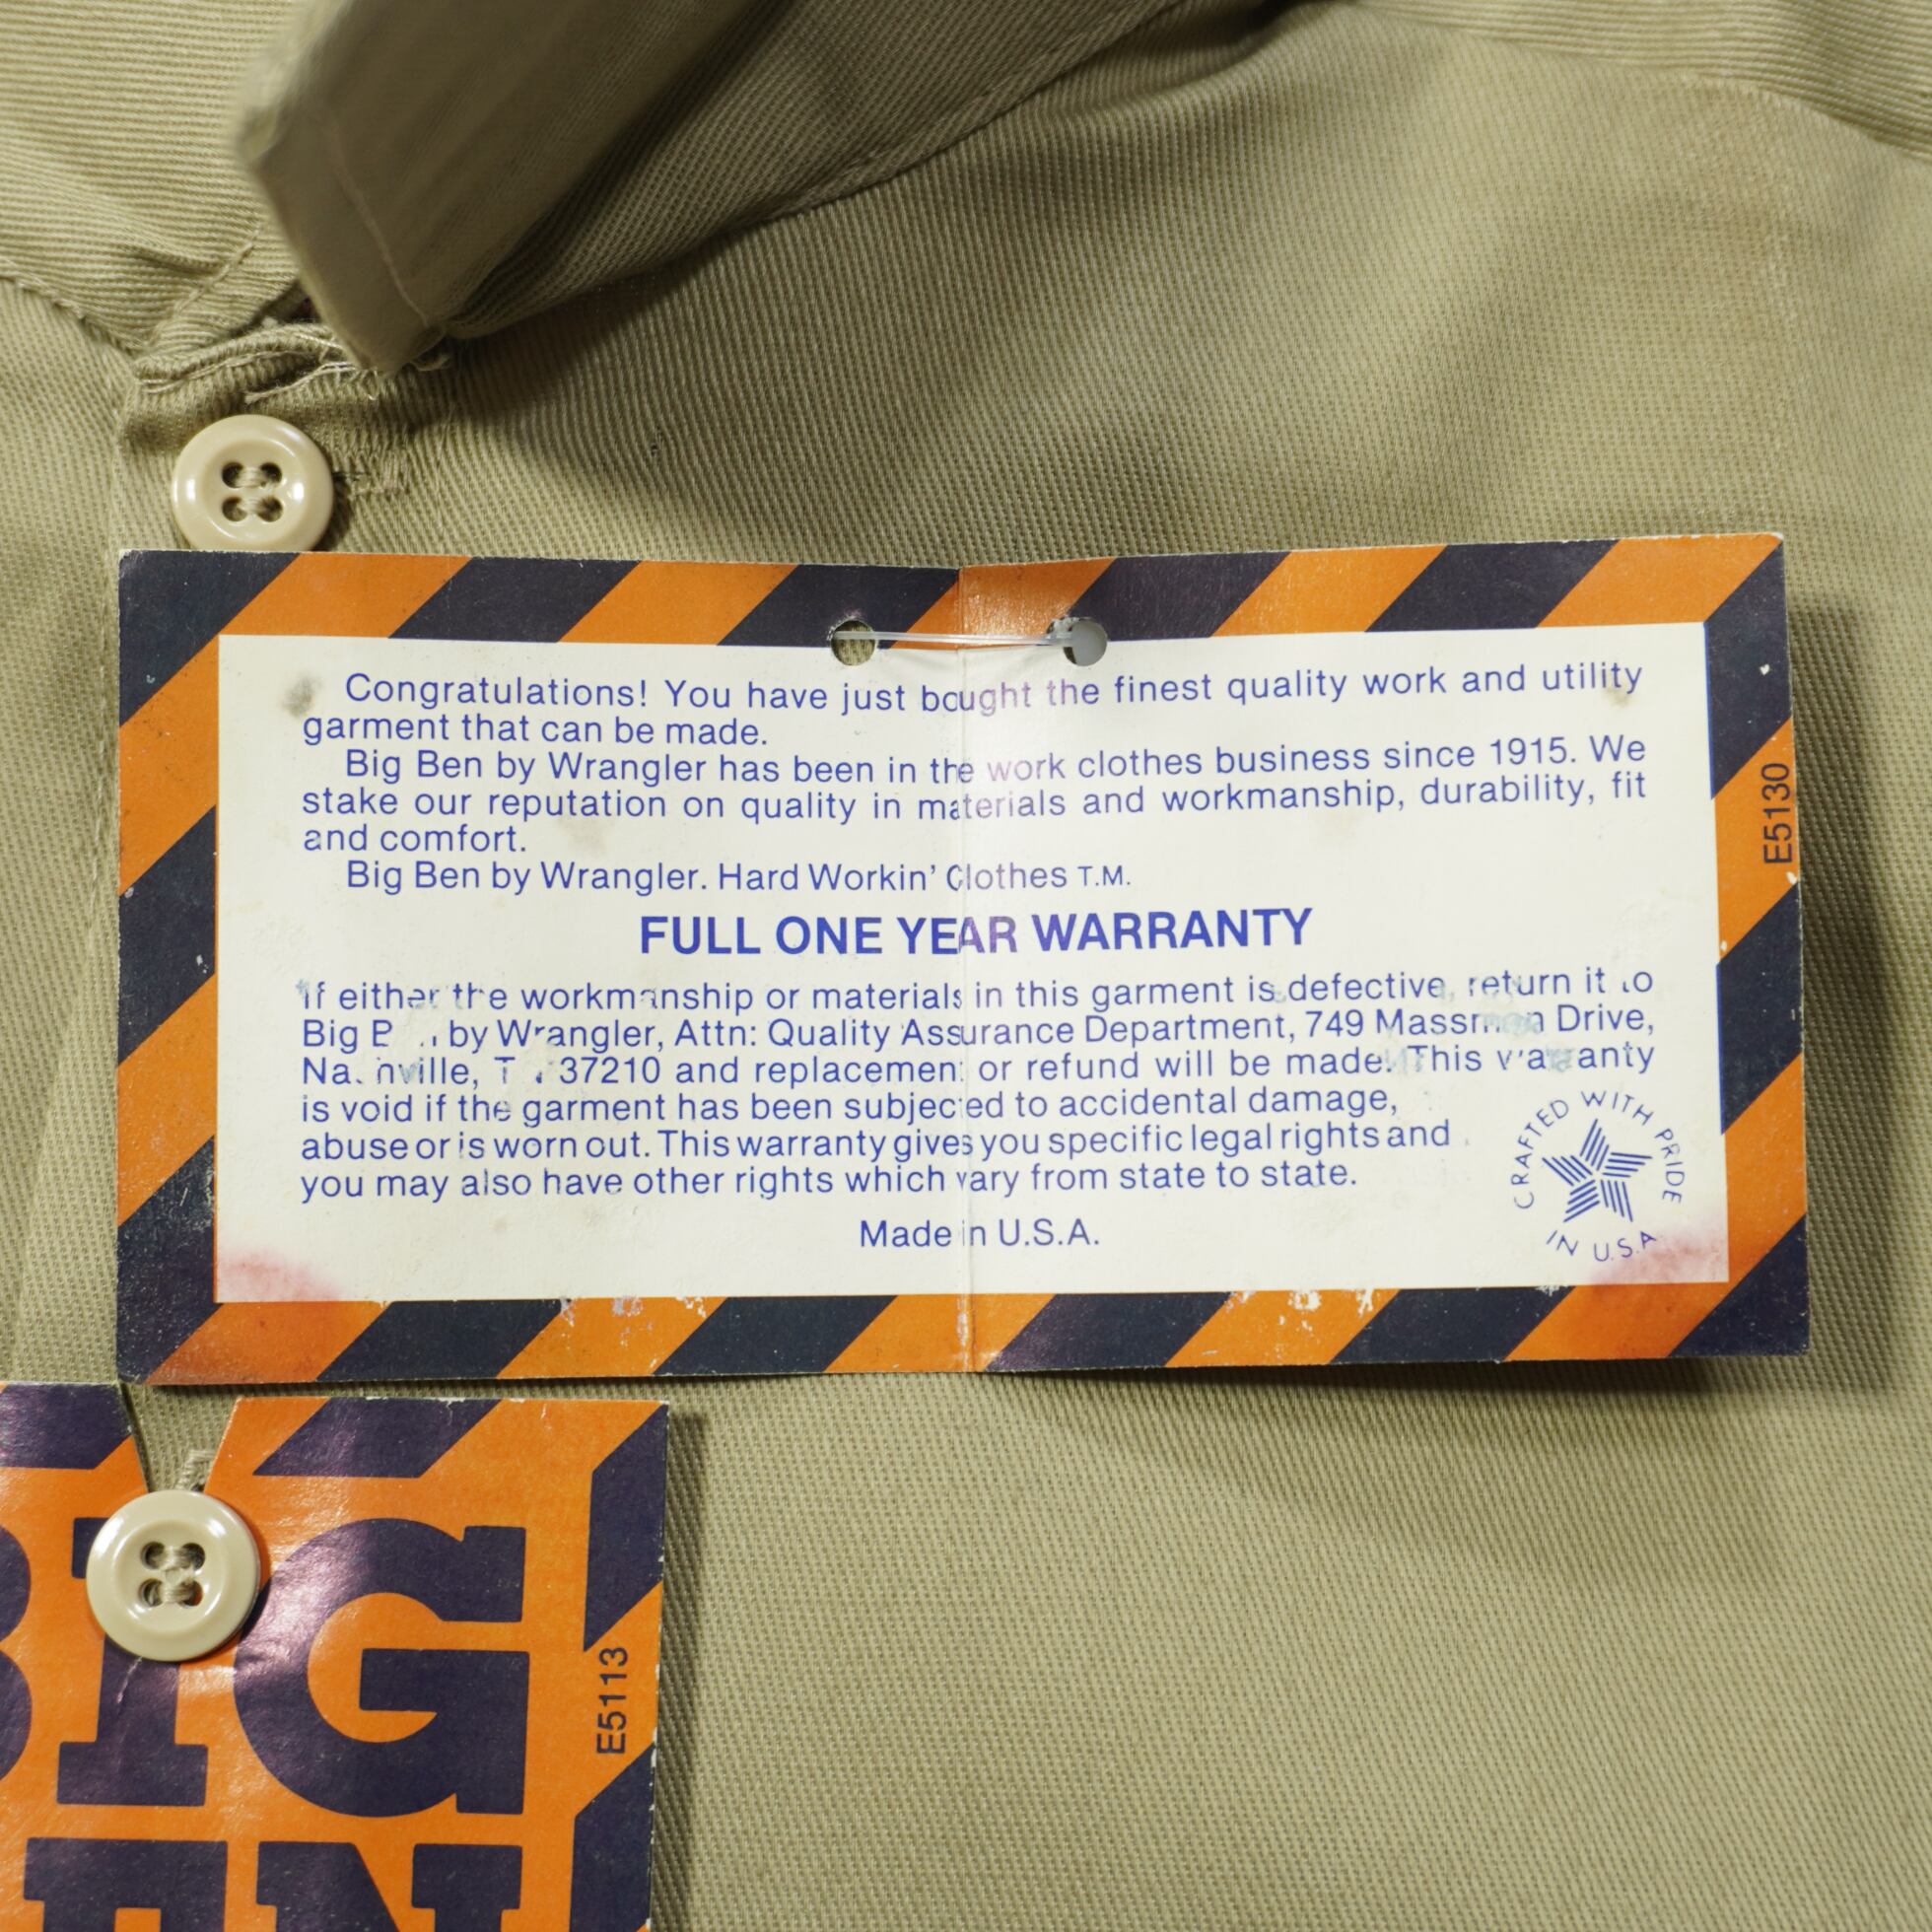 Congratulations! You have just bought the finest quality work and utility
garment that can be made.
Big Ben by Wrangler has been in the work clothes business since 1915. We
stake our reputation on quality in materials and workmanship, durability, fit
and comfort.
Big Ben by Wrangler. Hard Workin' Clothes T.M.
FULL ONE YEAR WARRANTY
If either the workmanship or materials in this garment is defective, return it to
Big by Wrangler, Attn: Quality Assurance Department, 749 Drive,
37210 and replacement or refund will be made. This warranty
is void if the garment has been subjected to accidental damage,
abuse or is worn out. This warranty gives you specific legal rights and
you may also have other rights which vary from state to state.
Made in U.S.A.
CRAFTED WITH PRIDE
IN U.S.A
E5130
BIG
E5113